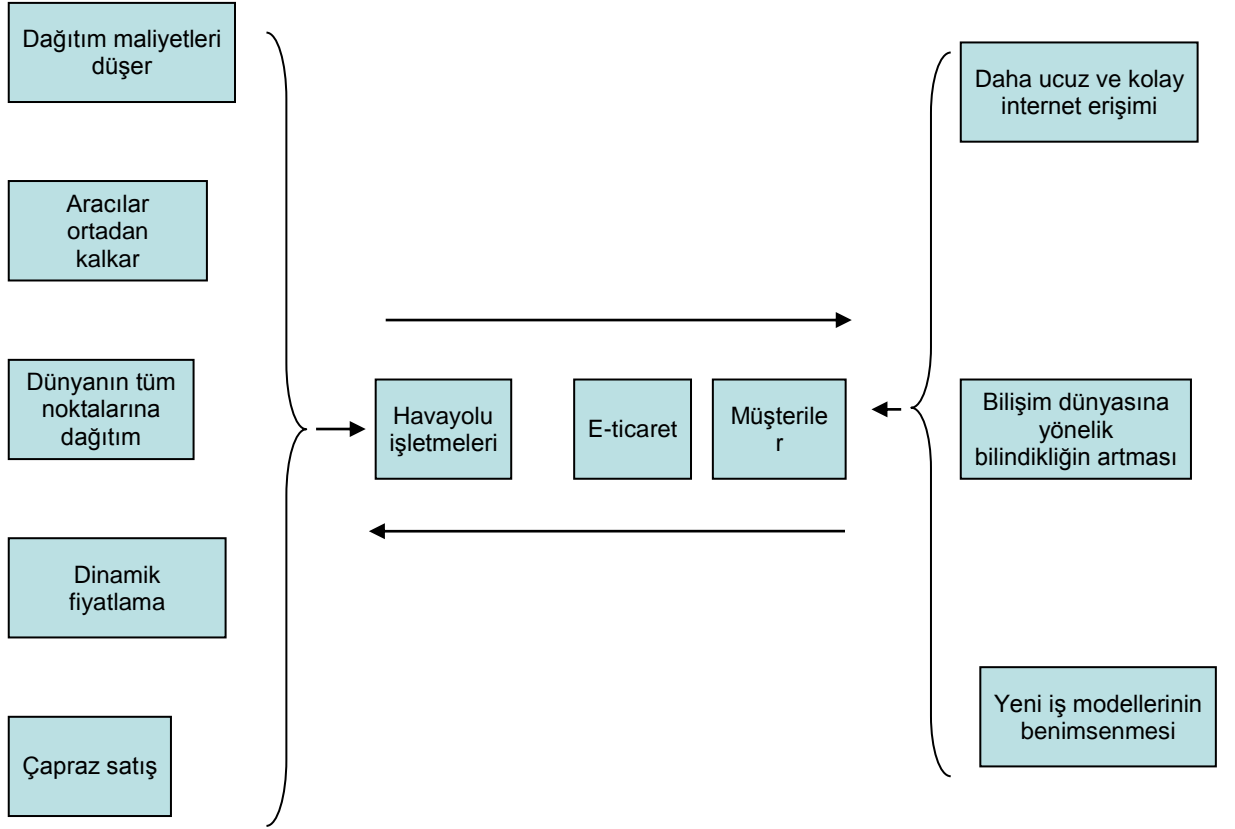 Dağıtım maliyetleri
düşer
Aracılar
ortadan
kalkar
Dünyanın tüm
noktalarına
dağıtım
Dinamik
fiyatlama
Çapraz satış
Havayolu
işletmeleri
E-ticaret
Müşterile
r
Daha ucuz ve kolay
internet erişimi
Bilişim dünyasına
yönelik
bilindikliğin artması
Yeni iş modellerinin
benimsenmesi